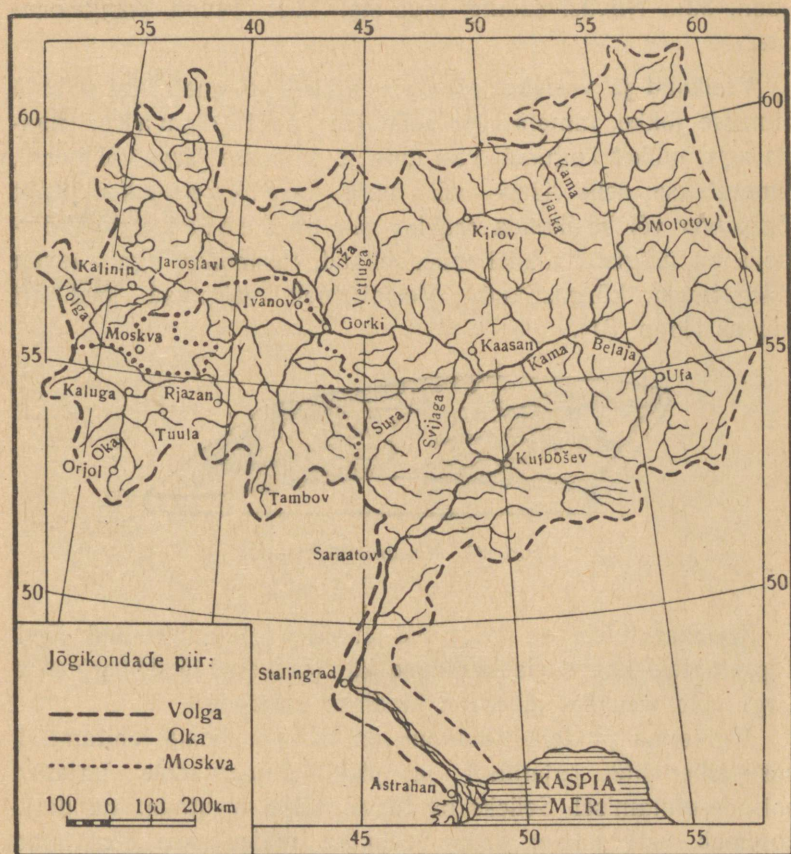 35 40 45 50 55 60
60 60
Kama
Vjatka
Kirov
Molotov
Unža
Vetluga
Kalinin
Jaroslavl
Ivanovo
Volga
Moskva
Gorki
Kaasan
Kama
Belaja
55 55
Ufa
Kaluga
Rjazan
Tuula
Oka
Orjol
Sura
Svijaga
Kuibõšev
Tambov
Saraatov
50 50
Stalingrad
Astrahan
KASPIA
MERI
45 50 55
Jõgikondade piir:
Volga
Oka
Moskva
100 0 100 200km